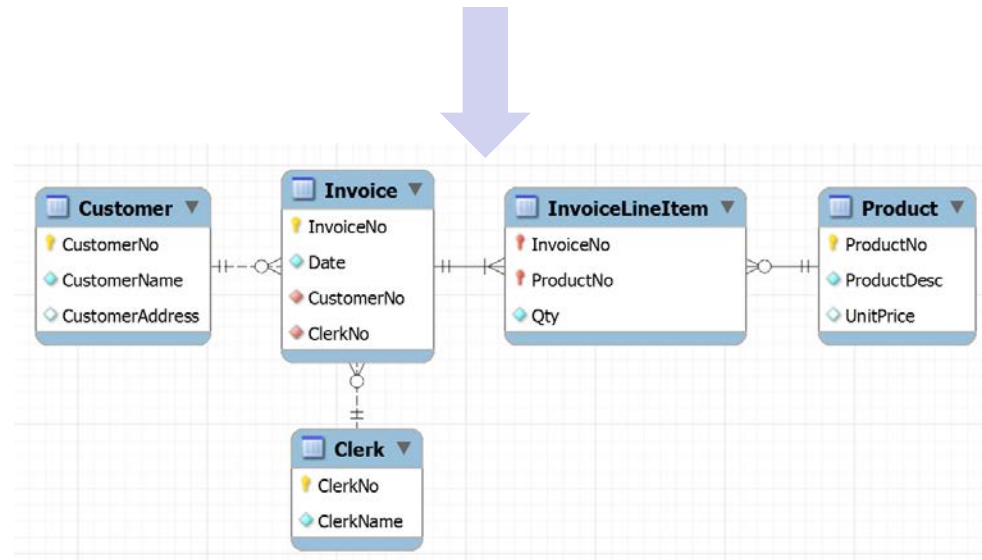 Customer
CustomerNo
CustomerName
CustomerAddress
Invoice
InvoiceNo
Date
CustomerNo
ClerkNo
InvoiceLineItem
InvoiceNo
ProductNo
Qty
Product
ProductNo
ProductDesc
UnitPrice
Clerk
ClerkNo
ClerkName